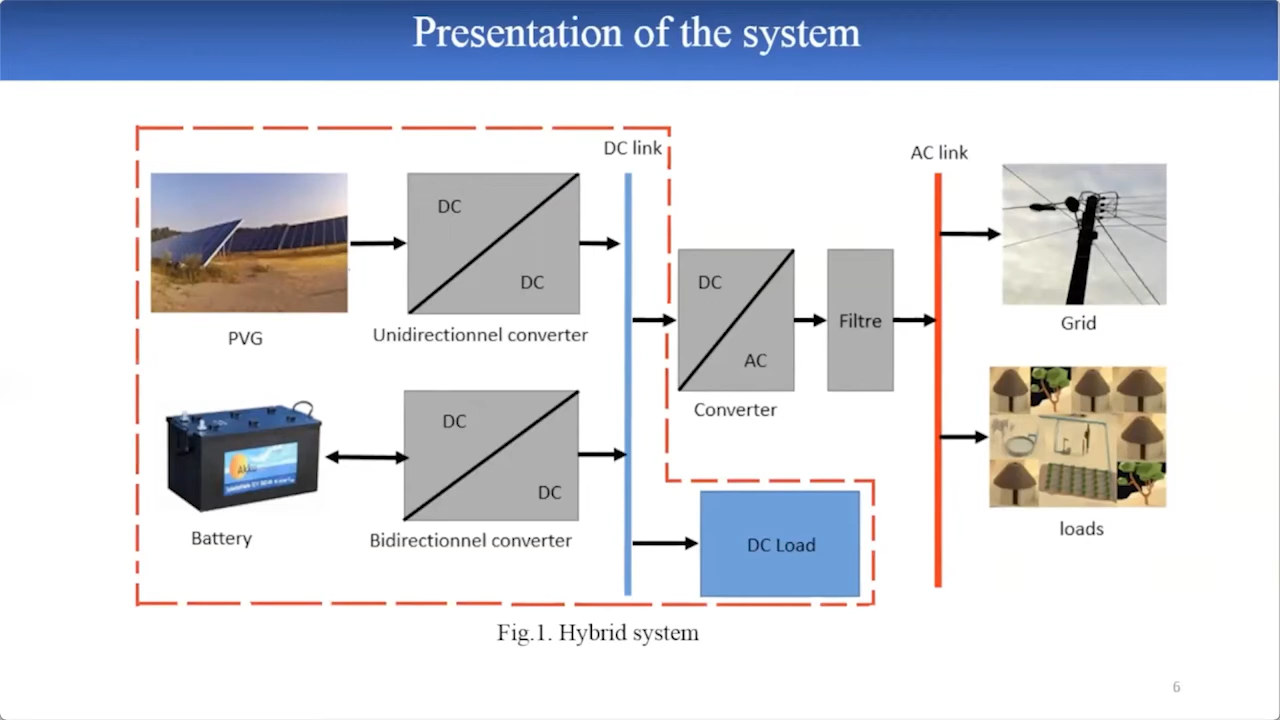 Presentation of the system
DC link
AC link
DC
DC
PVG
Unidirectionnel converter
DC
AC
Converter
Filtre
Grid
Akku
Battery
DC
DC
Bidirectionnel converter
DC Load
loads
Fig.1. Hybrid system
6